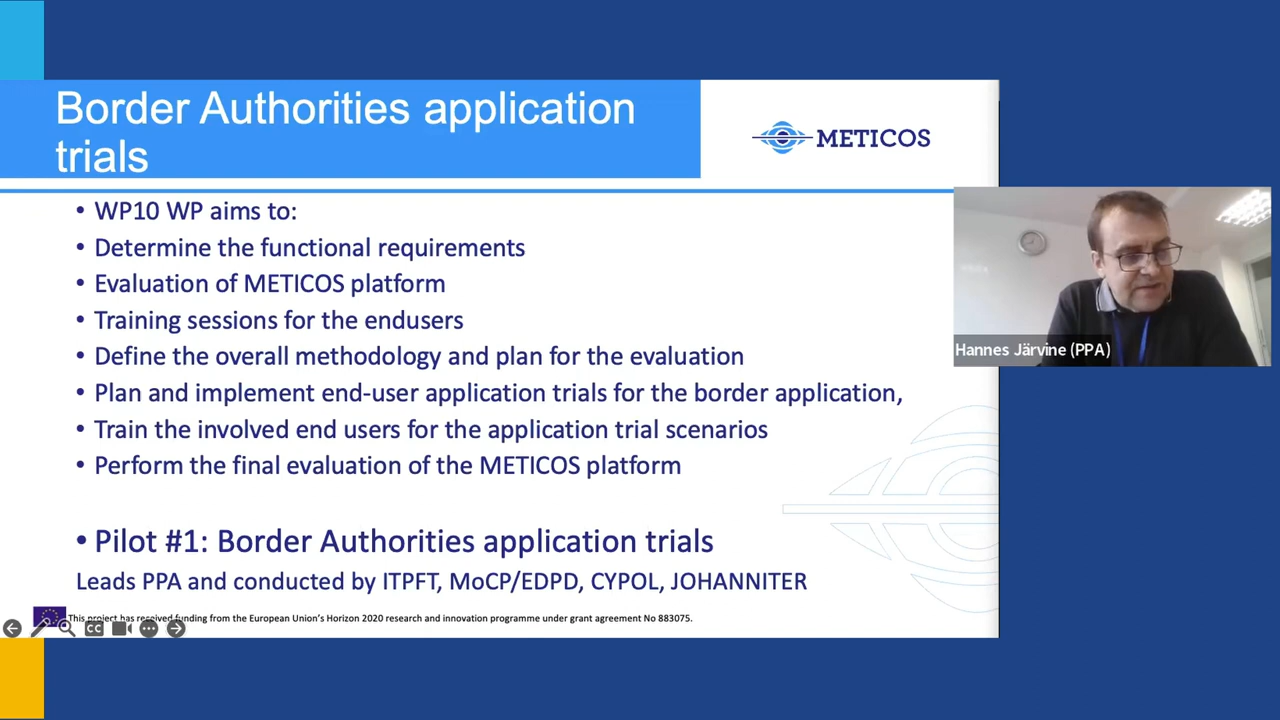 Border Authorities application
trials
METICOS
• WP10 WP aims to:
• Determine the functional requirements
• Evaluation of METICOS platform
• Training sessions for the endusers
• Define the overall methodology and plan for the evaluation
• Plan and implement end-user application trials for the border application,
• Train the involved end users for the application trial scenarios
• Perform the final evaluation of the METICOS platform
• Pilot #1: Border Authorities application trials
Leads PPA and conducted by ITPFT, MoCP/EDPD, CYPOL, JOHANNITER
This project has received funding from the European Union's Horizon 2020 research and innovation programme under grant agreement No 883075.
CC
Hannes Järvine (PPA)